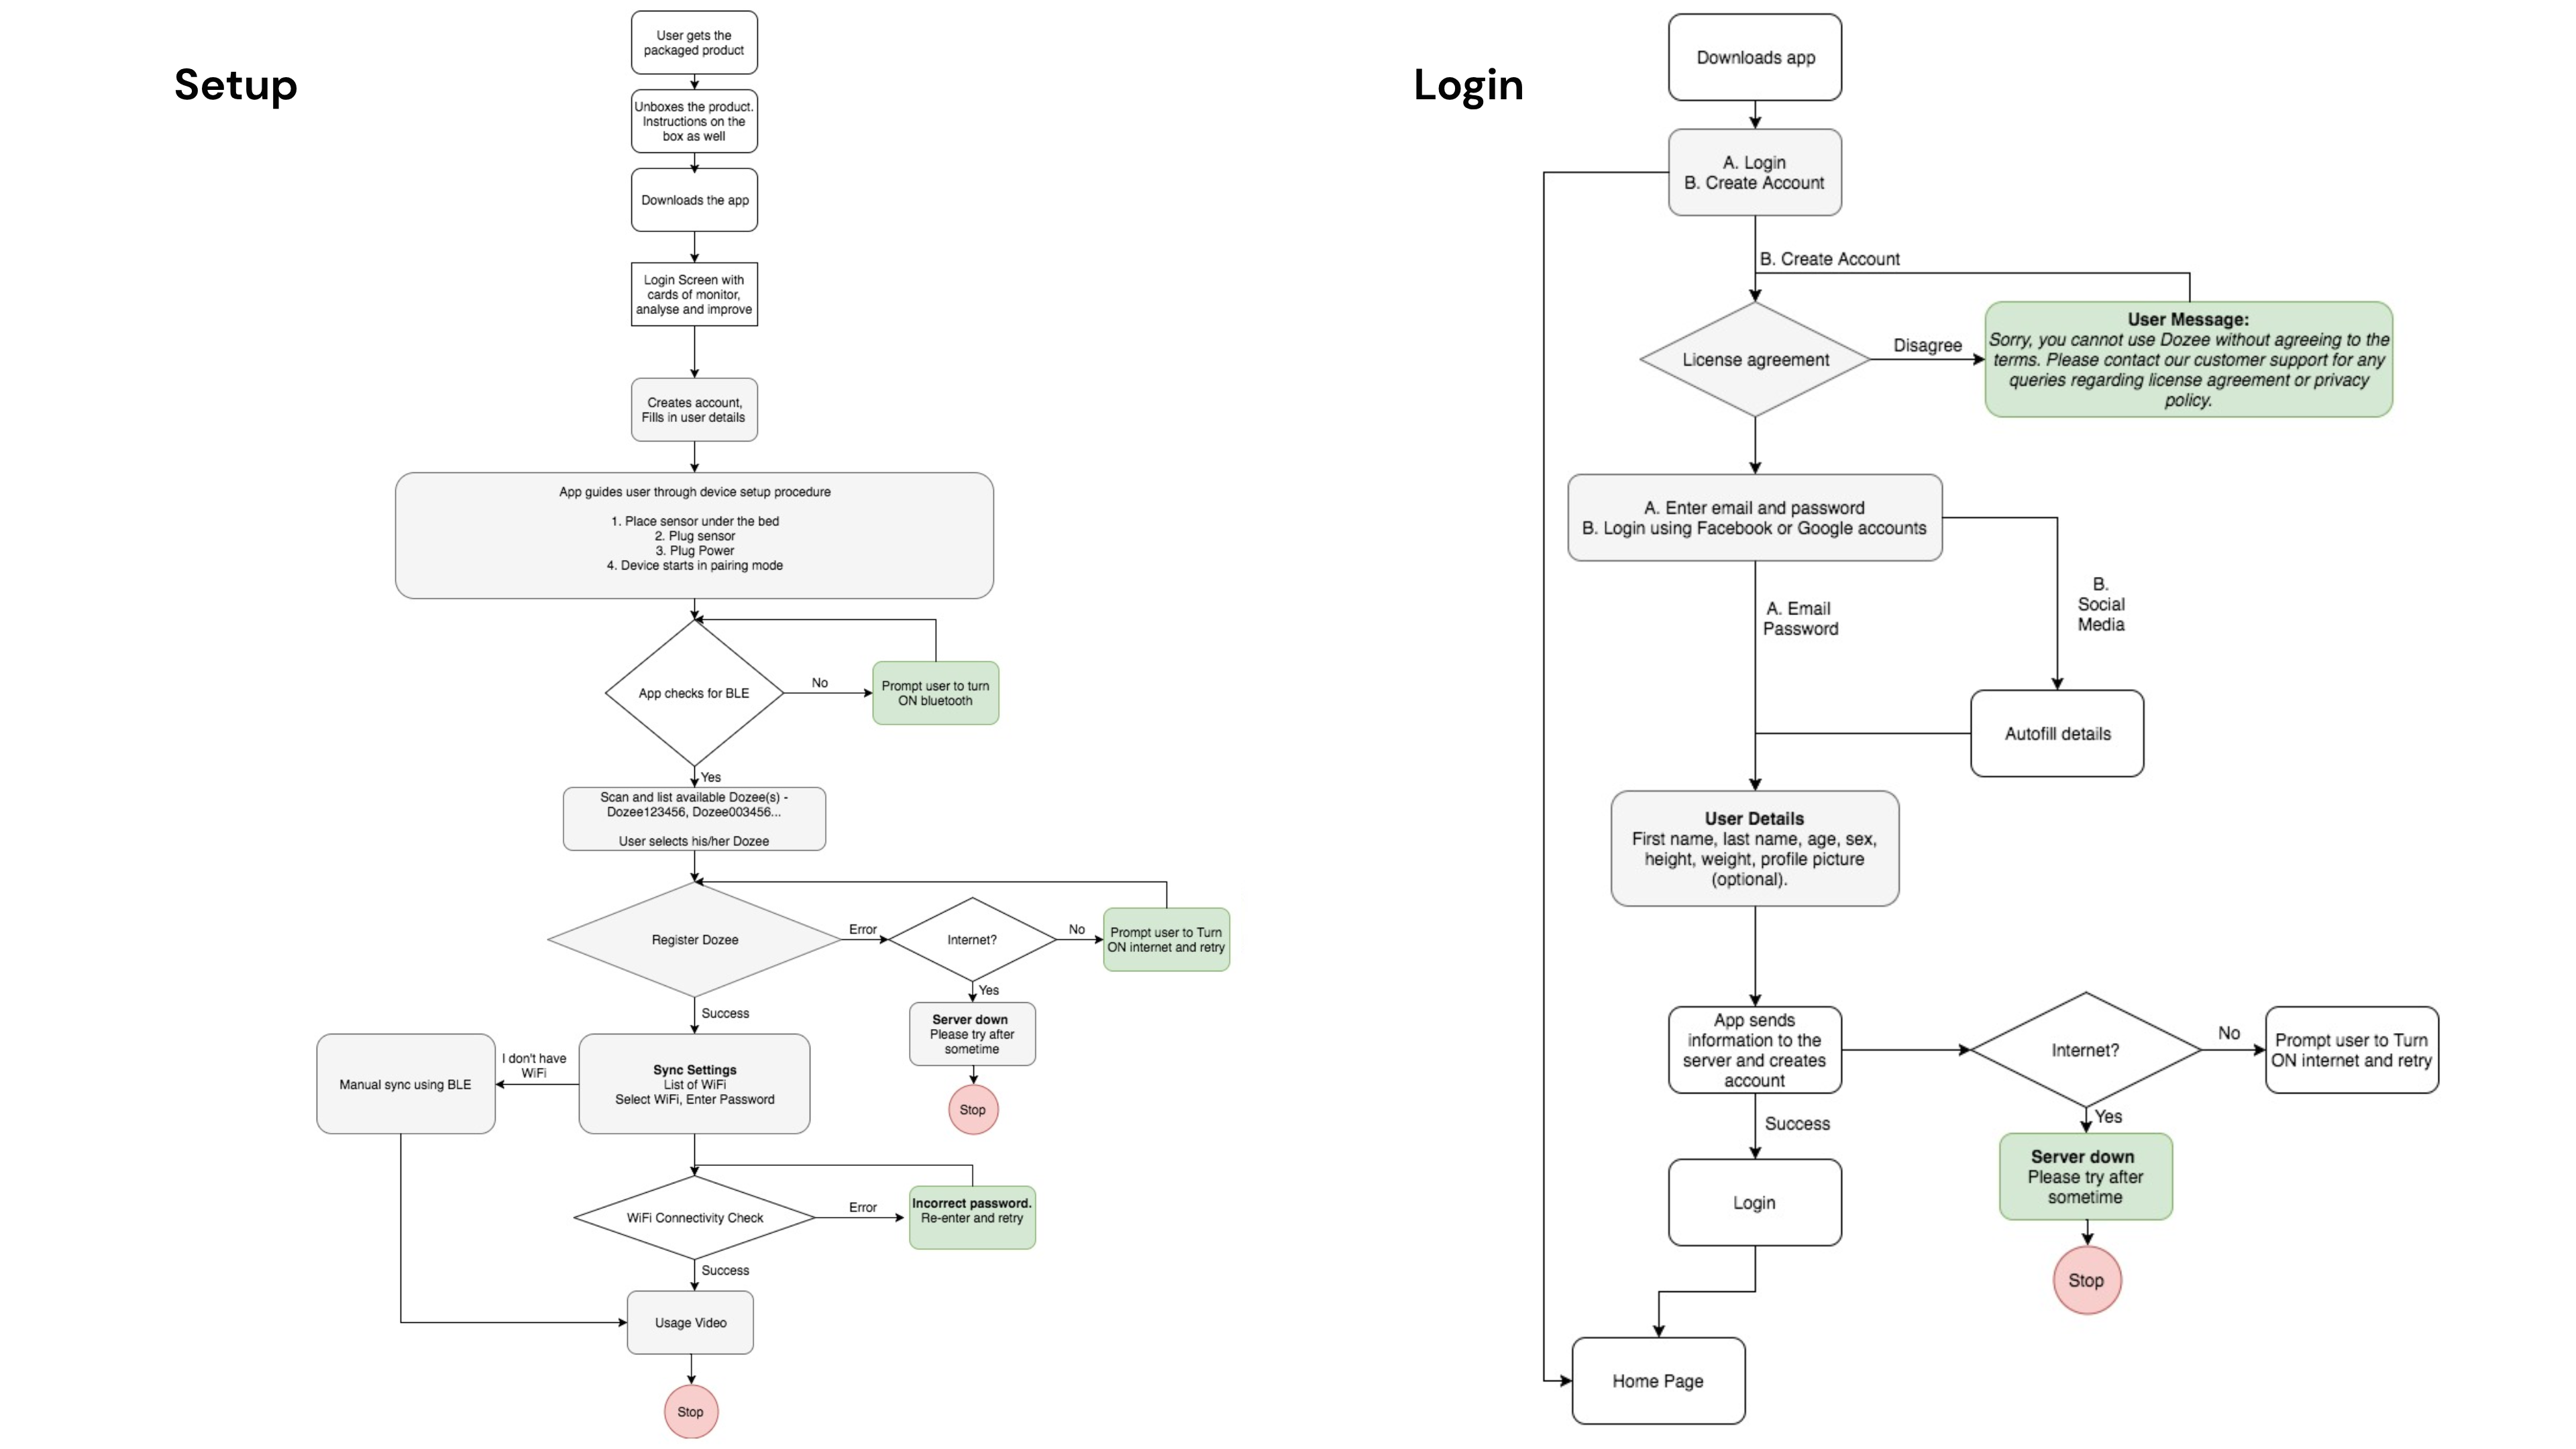 Setup
User gets the
packaged product
Unboxes the product.
Instructions on the
box as well
Downloads the app
Login Screen with
cards of monitor,
analyse and improve
Creates account,
Fills in user details
App guides user through device setup procedure
1. Place sensor under the bed
2. Plug sensor
3. Plug Power
4. Device starts in pairing mode
App checks for BLE
No
Prompt user to turn
ON bluetooth
Yes
Scan and list available Dozee(s) -
Dozee123456, Dozee003456...
User selects his/her Dozee
Register Dozee
Error
Internet?
No
Prompt user to Turn
ON internet and retry
Yes
Server down
Please try after
sometime
Stop
Success
Sync Settings
List of WiFi
Select WiFi, Enter Password
I don't have
WiFi
Manual sync using BLE
WiFi Connectivity Check
Error
Incorrect password.
Re-enter and retry
Success
Usage Video
Stop
Login
Downloads app
A. Login
B. Create Account
B. Create Account
License agreement
Disagree
User Message:
Sorry, you cannot use Dozee without agreeing to the
terms. Please contact our customer support for any
queries regarding license agreement or privacy
policy.
A. Enter email and password
B. Login using Facebook or Google accounts
A. Email
Password
B.
Social
Media
Autofill details
User Details
First name, last name, age, sex,
height, weight, profile picture
(optional).
App sends
information to the
server and creates
account
Internet?
No
Prompt user to Turn
ON internet and retry
Yes
Server down
Please try after
sometime
Stop
Success
Login
Home Page